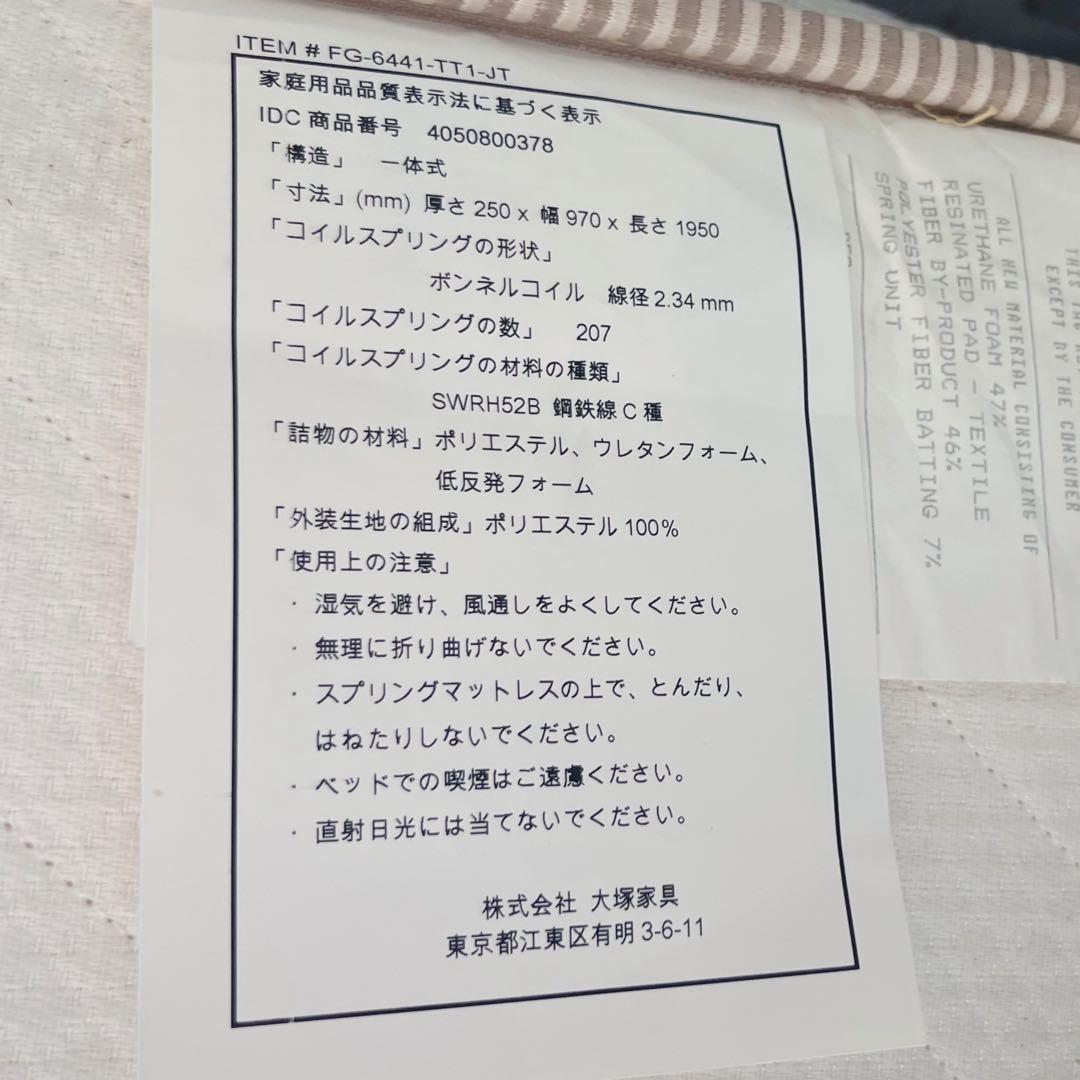 ITEM # FG-6441-TT1-JT
家庭用品品質表示法に基づく表示
IDC 商品番号 4050800378
「構造」 一体式
「寸法」(mm) 厚さ 250 x 幅 970 x 長さ 1950
「コイルスプリングの形状」
ボンネルコイル 線径 2.34 mm
「コイルスプリングの数」 207
「コイルスプリングの材料の種類」
SWRH52B 鋼鉄線 C 種
「詰物の材料」ポリエステル、ウレタンフォーム、
低反発フォーム
「外装生地の組成」ポリエステル 100%
「使用上の注意」
・ 湿気を避け、風通しをよくしてください。
・ 無理に折り曲げないでください。
・ スプリングマットレスの上で、とんだり、
はねたりしないでください。
・ ベッドでの喫煙はご遠慮ください。
・ 直射日光には当てないでください。
株式会社 大塚家具
東京都江東区有明 3-6-11
THIS TAG
EXCEPT BY THE CONSUMER
ALL NEW MATERIAL CONSISTING OF
URETHANE FOAM 47%
RESINATED PAD - TEXTILE
FIBER BY-PRODUCT 46%
POLYESTER FIBER BATTING 7%
SPRING UNIT